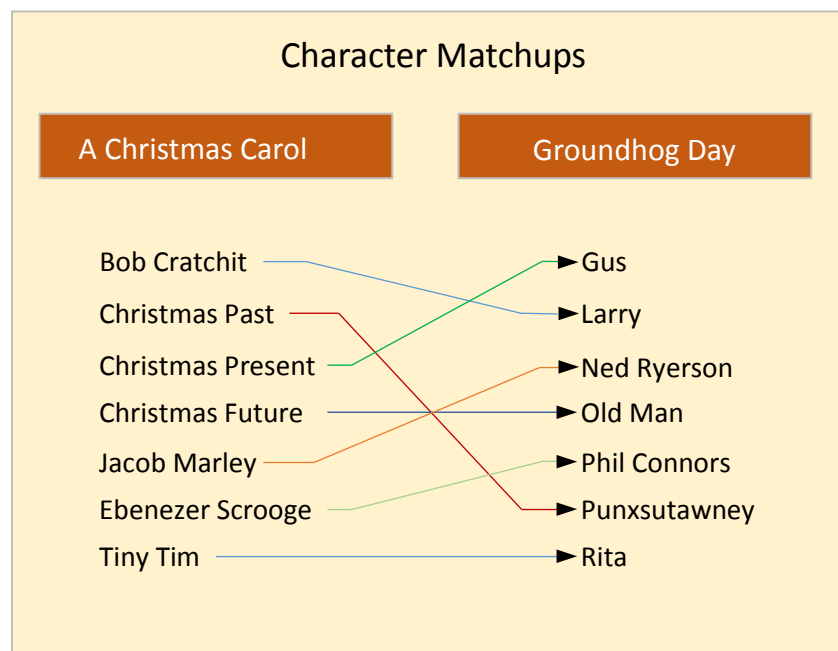 Character Matchups
A Christmas Carol
Groundhog Day
Bob Cratchit
Gus
Christmas Past
Larry
Christmas Present
Ned Ryerson
Christmas Future
Old Man
Jacob Marley
Phil Connors
Ebenezer Scrooge
Punxsutawney
Tiny Tim
Rita